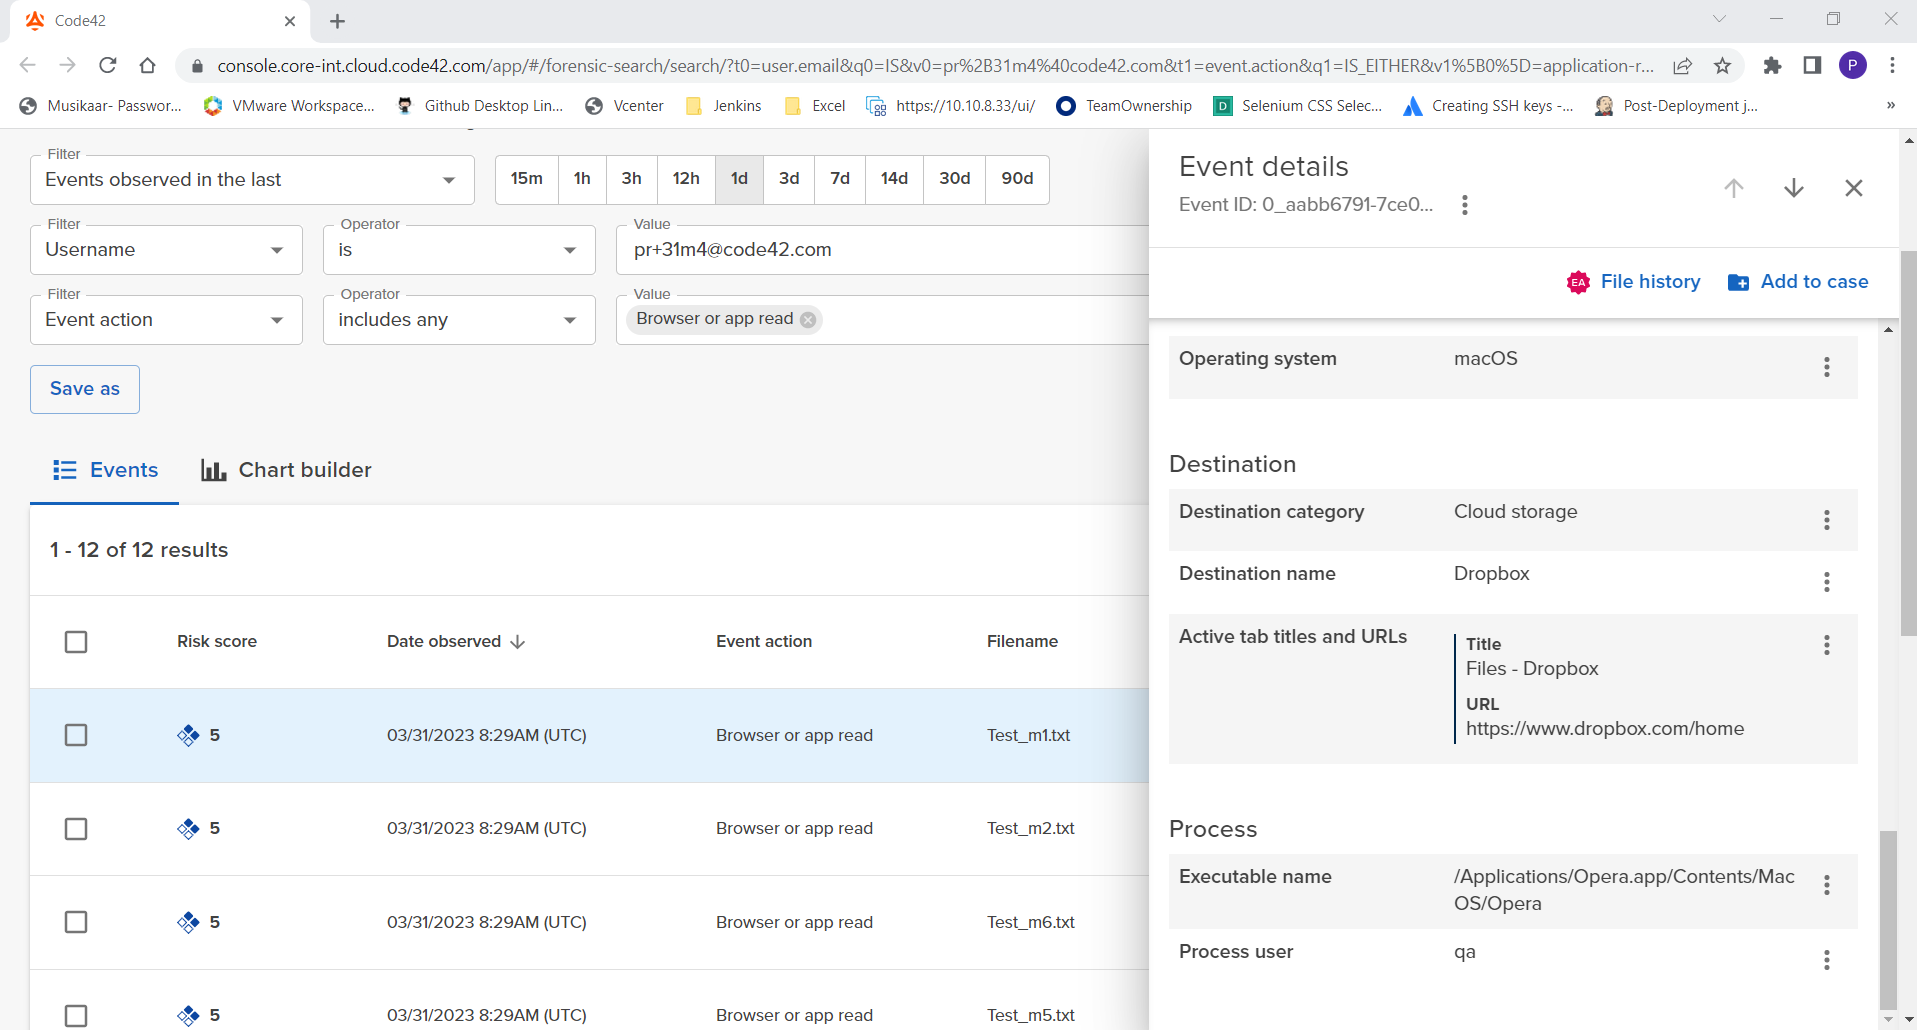 Code42
console.core-int.cloud.code42.com/app/#/forensic-search/search/?t0=user.email&q0=IS&v0=pr%2B31m4%40code42.com&t1=event.action&q1=IS_EITHER&v1%5B0%5D=application-r...
P
Musikaar- Passwor...
VMware Workspace...
Github Desktop Lin...
Vcenter
Jenkins
Excel
https://10.10.8.33/ui/
TeamOwnership
D
Selenium CSS Selec...
Creating SSH keys -...
Post-Deployment j...
»
Filter
Events observed in the last
15m 1h 3h 12h 1d 3d 7d 14d 30d 90d
Filter
Username
Operator
is
Value
pr+31m4@code42.com
Filter
Event action
Operator
includes any
Value
Browser or app read
Save as
Events
Chart builder
1 - 12 of 12 results
Risk score Date observed Event action Filename
5 03/31/2023 8:29AM (UTC) Browser or app read Test_m1.txt
5 03/31/2023 8:29AM (UTC) Browser or app read Test_m2.txt
5 03/31/2023 8:29AM (UTC) Browser or app read Test_m6.txt
5 03/31/2023 8:29AM (UTC) Browser or app read Test_m5.txt
Event details
Event ID: 0_aabb6791-7ce0...
EA File history
Add to case
Operating system macOS
Destination
Destination category Cloud storage
Destination name Dropbox
Active tab titles and URLs
Title
Files - Dropbox
URL
https://www.dropbox.com/home
Process
Executable name /Applications/Opera.app/Contents/Mac
OS/Opera
Process user qa